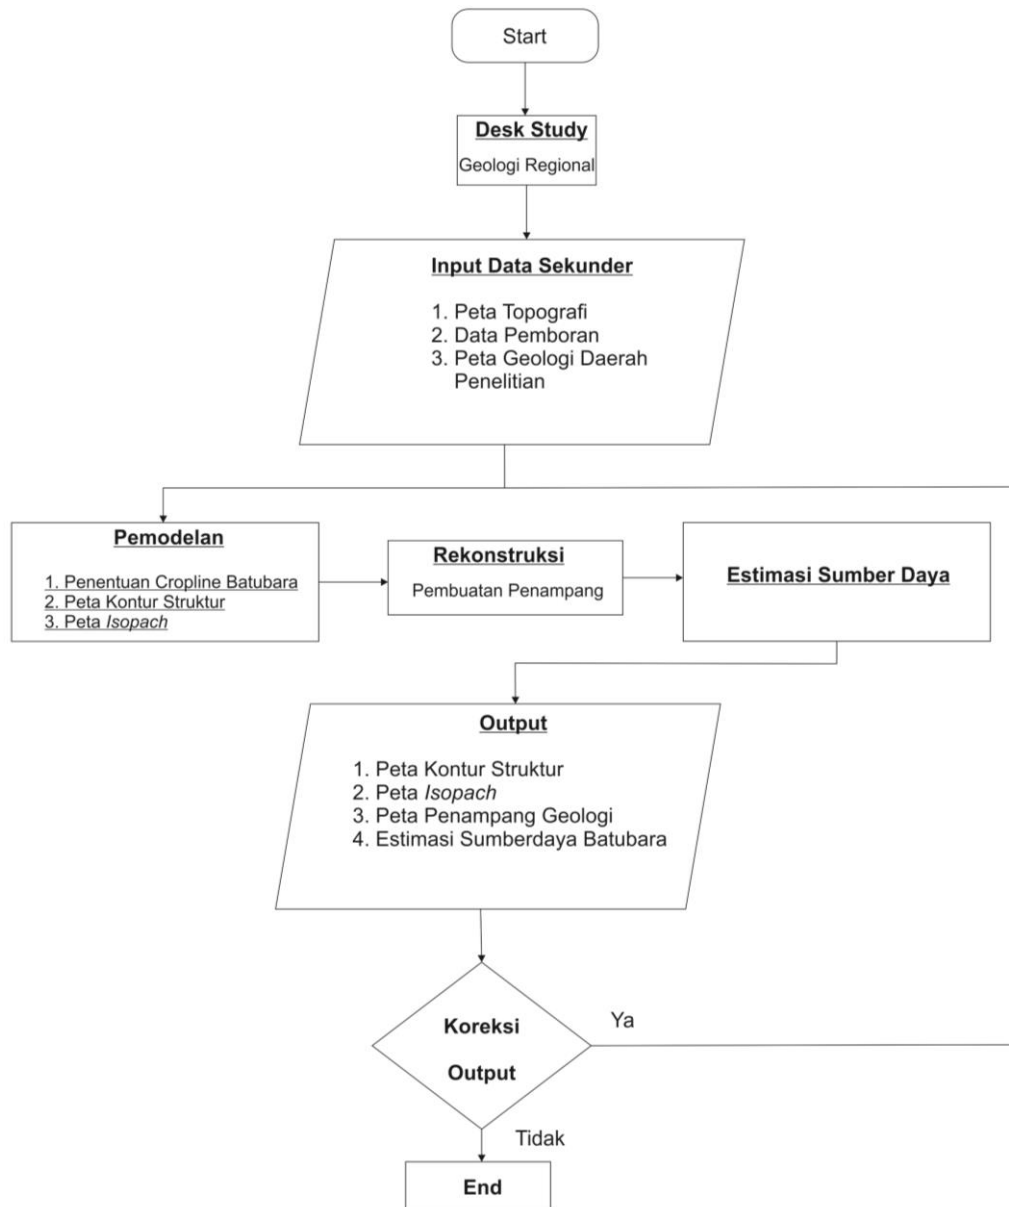 Start
Desk Study
Geologi Regional
Input Data Sekunder
1. Peta Topografi
2. Data Pemboran
3. Peta Geologi Daerah
Penelitian
Pemodelan
1. Penentuan Cropline Batubara
2. Peta Kontur Struktur
3. Peta Isopach
Rekonstruksi
Pembuatan Penampang
Estimasi Sumber Daya
Output
1. Peta Kontur Struktur
2. Peta Isopach
3. Peta Penampang Geologi
4. Estimasi Sumberdaya Batubara
Koreksi
Output
Ya
Tidak
End